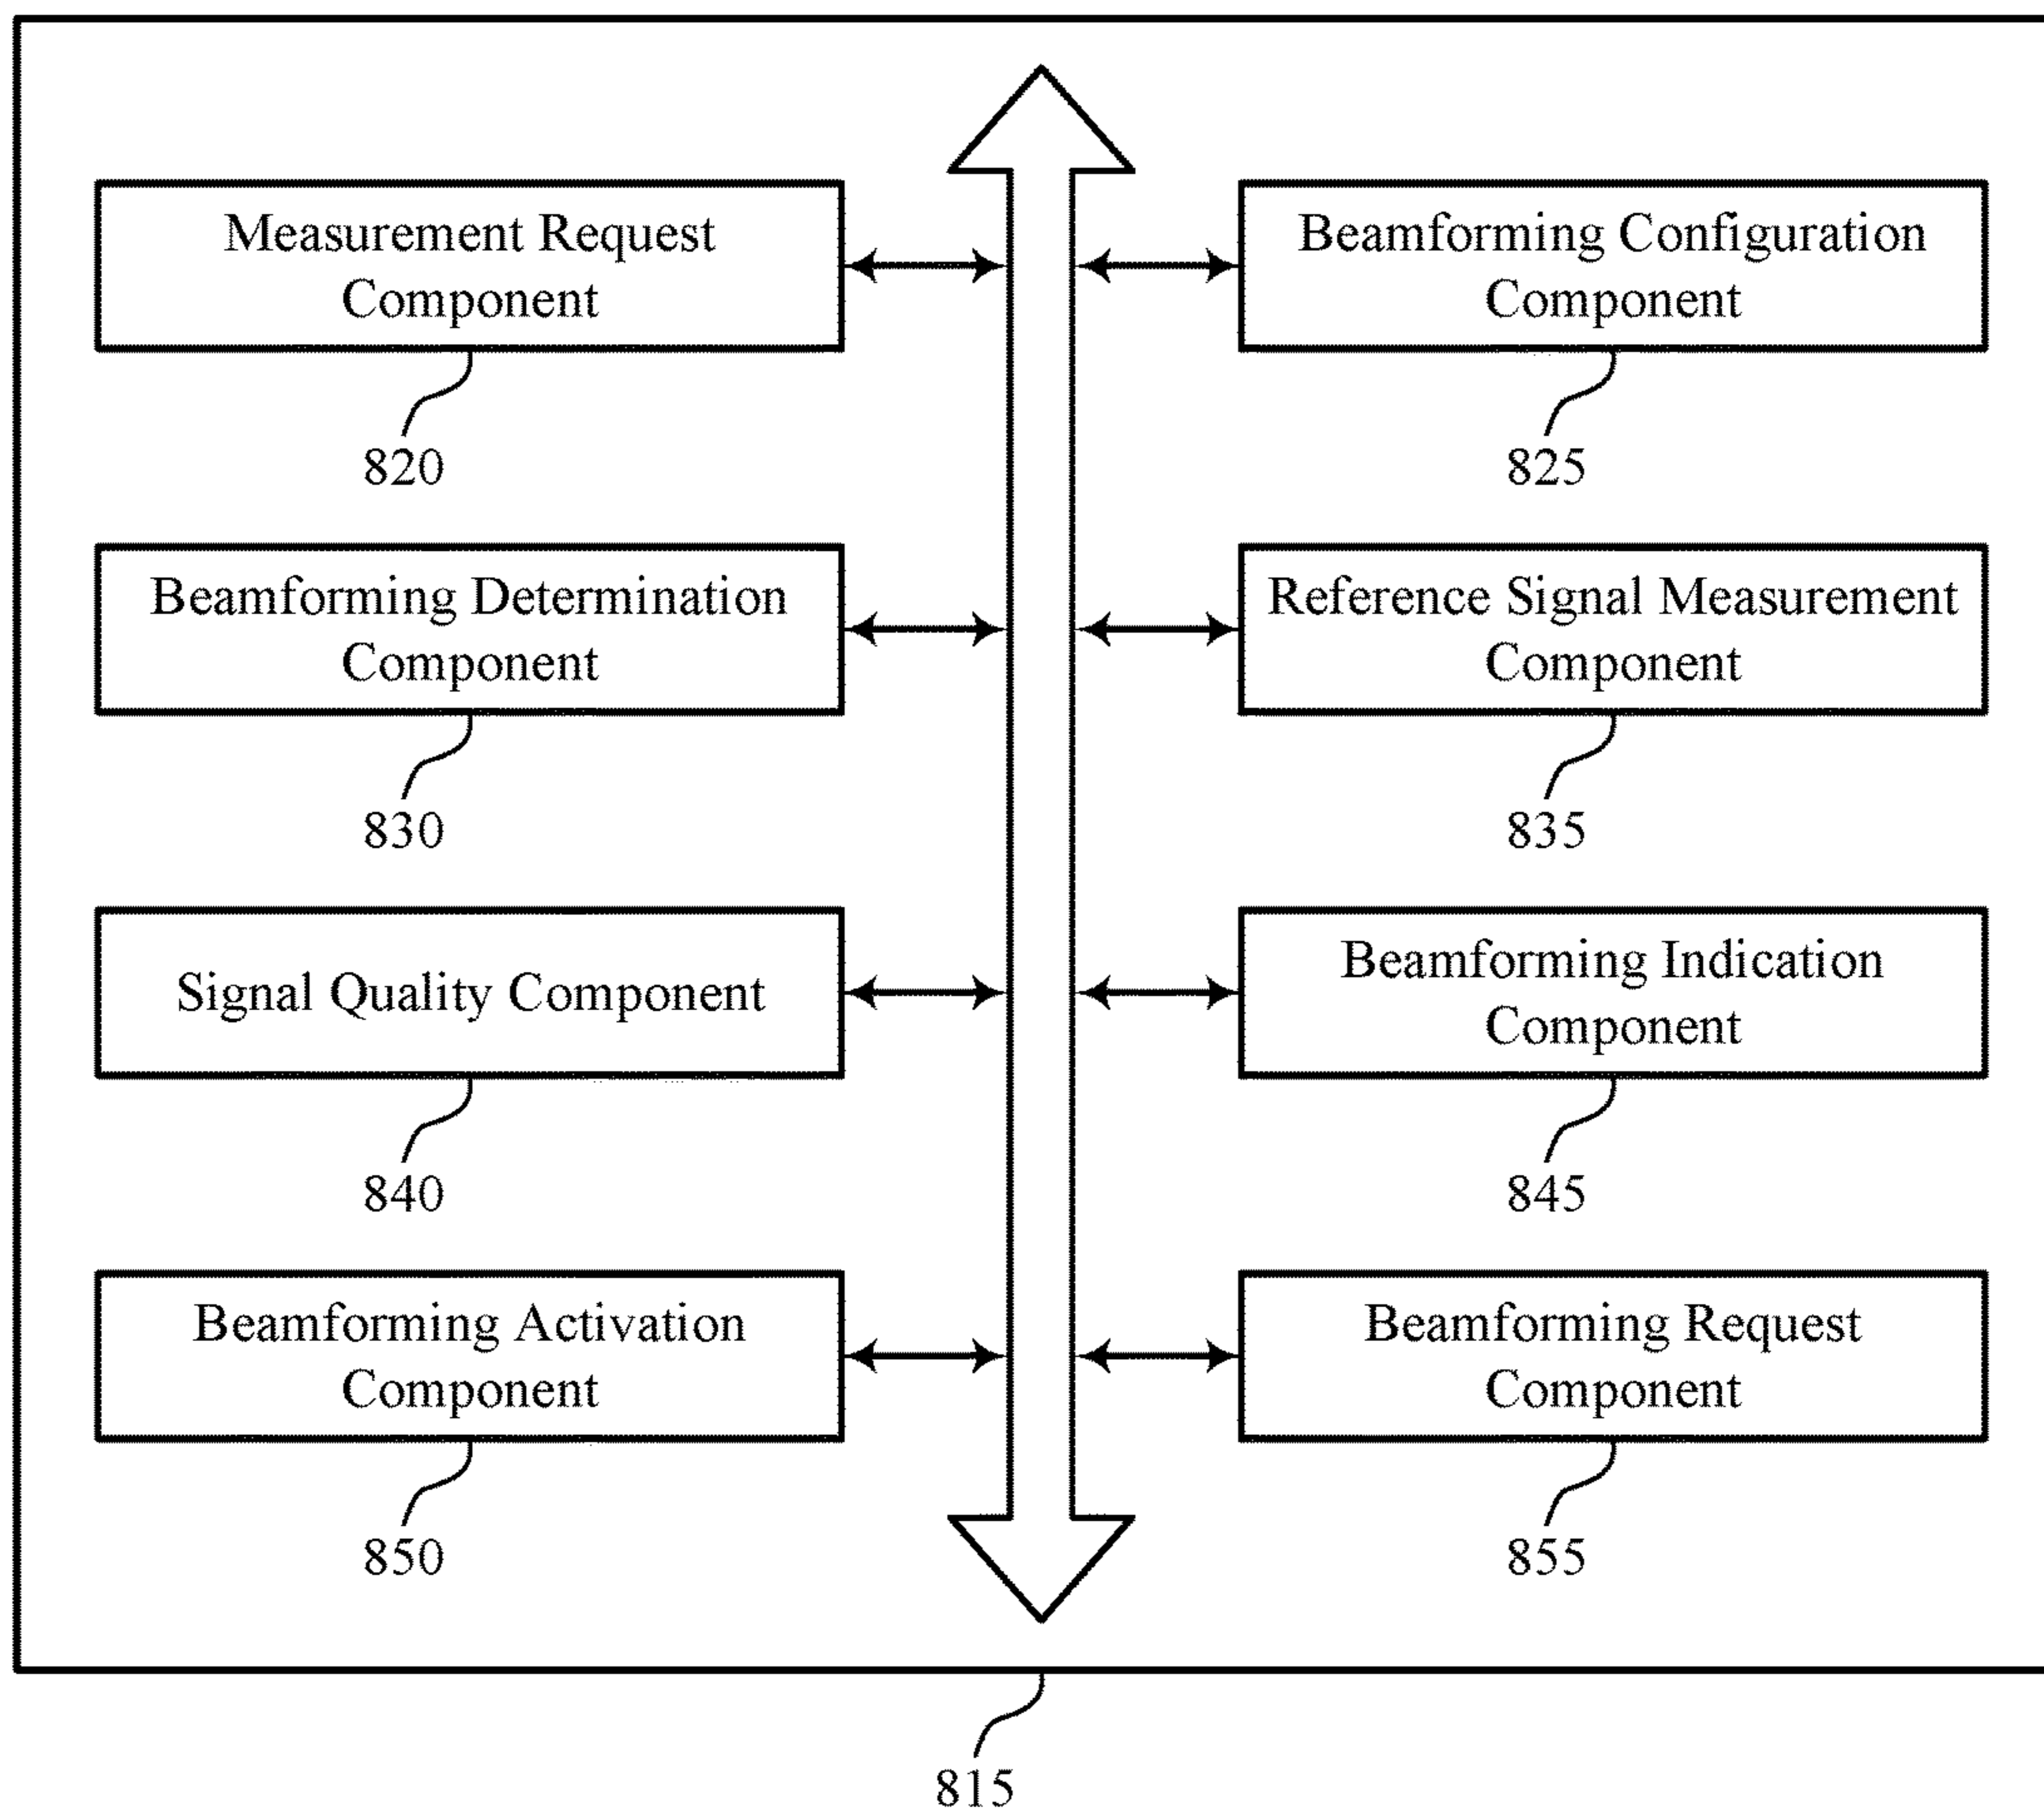 Measurement Request
Component
820
Beamforming Configuration
Component
825
Beamforming Determination
Component
830
Reference Signal Measurement
Component
835
Signal Quality Component
840
Beamforming Indication
Component
845
Beamforming Activation
Component
850
Beamforming Request
Component
855
815